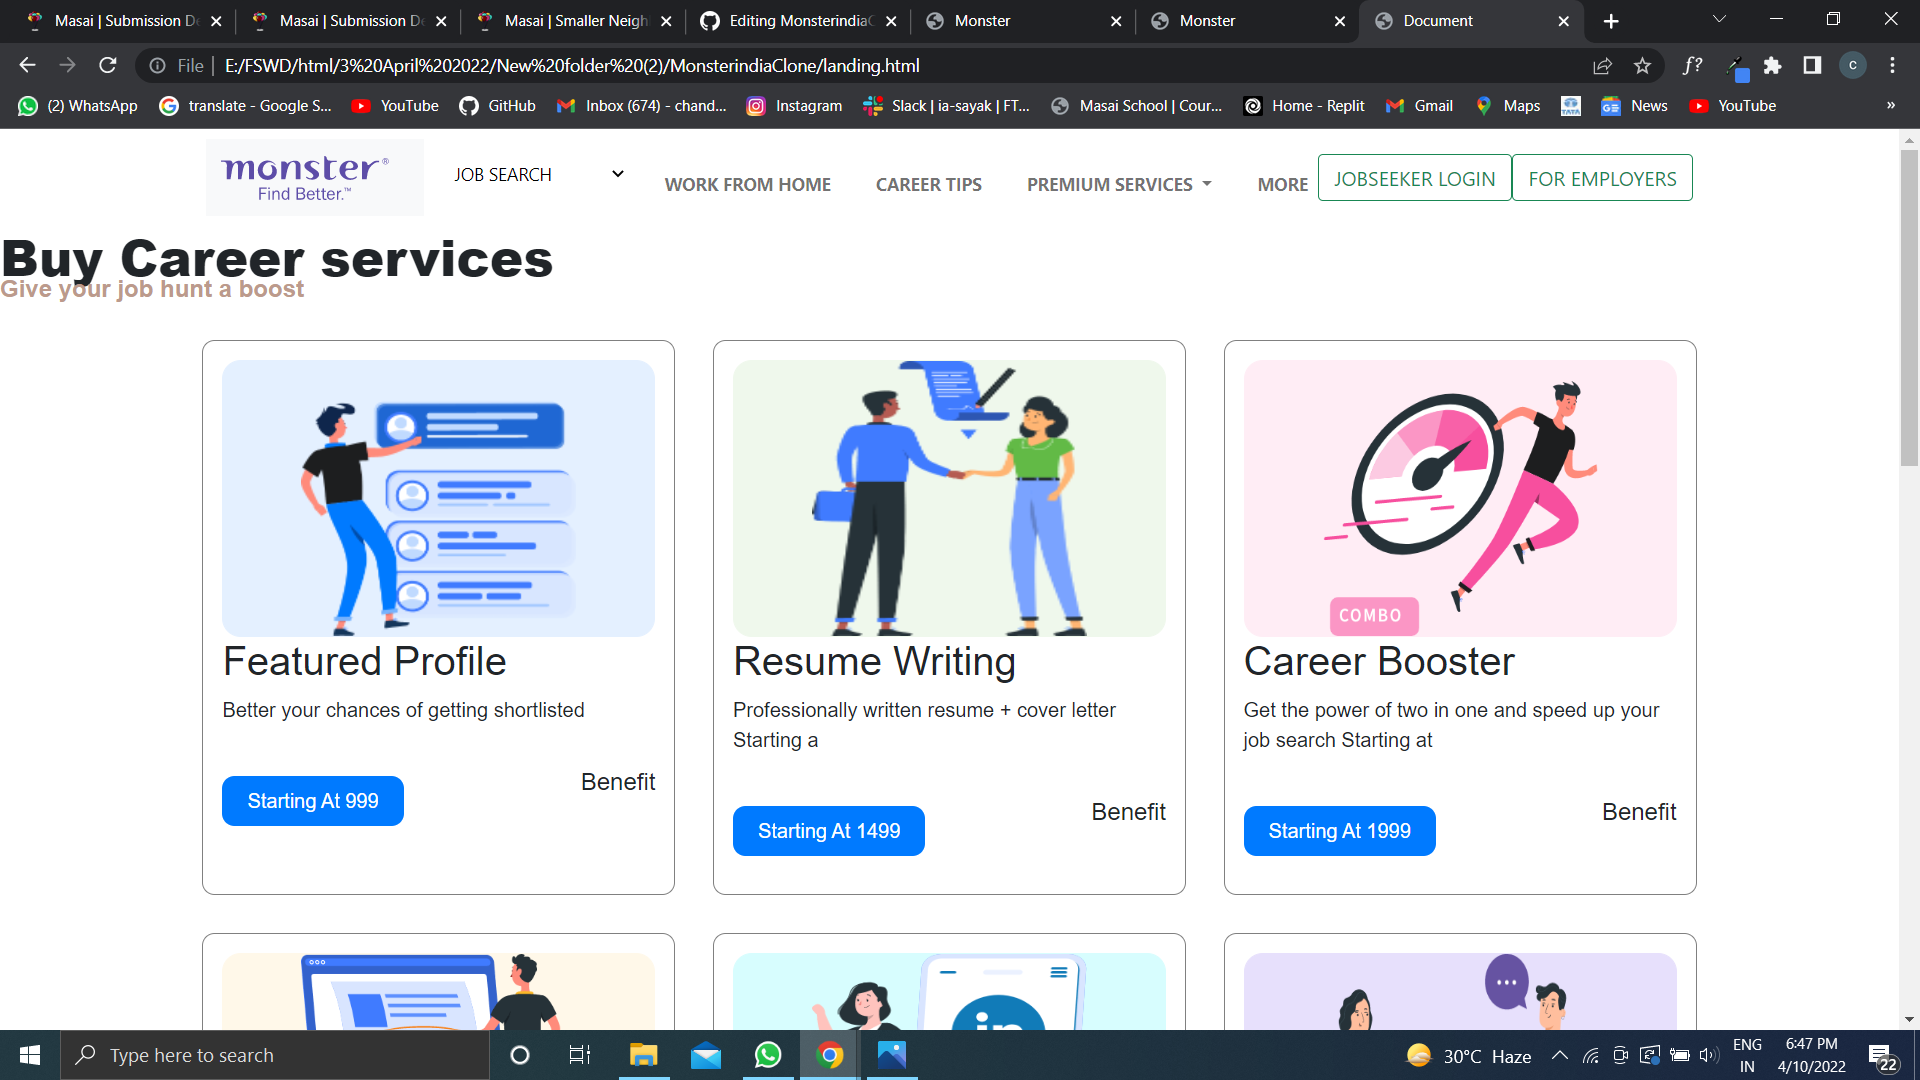 Masai | Submission De
Masai | Submission De
Masai | Smaller Neigh
Editing MonsterindiaC
Monster
Monster
Document
File
E:/FSWD/html/3%20April%202022/New%20folder%20(2)/MonsterindiaClone/landing.html
f?
c
(2) WhatsApp
translate - Google S...
YouTube
GitHub
Inbox (674) - chand...
Instagram
Slack | ia-sayak | FT...
Masai School | Cour...
Home - Replit
Gmail
Maps
TATA
GE
News
YouTube
»
monster®
Find Better.™
JOB SEARCH
WORK FROM HOME
CAREER TIPS
PREMIUM SERVICES
MORE
JOBSEEKER LOGIN
FOR EMPLOYERS
Buy Career services
Give your job hunt a boost
COMBO
Featured Profile
Resume Writing
Career Booster
Better your chances of getting shortlisted
Professionally written resume + cover letter
Starting a
Get the power of two in one and speed up your
job search Starting at
Starting At 999
Benefit
Starting At 1499
Benefit
Starting At 1999
Benefit
in
Type here to search
30°C Haze
ENG
IN
6:47 PM
4/10/2022
22